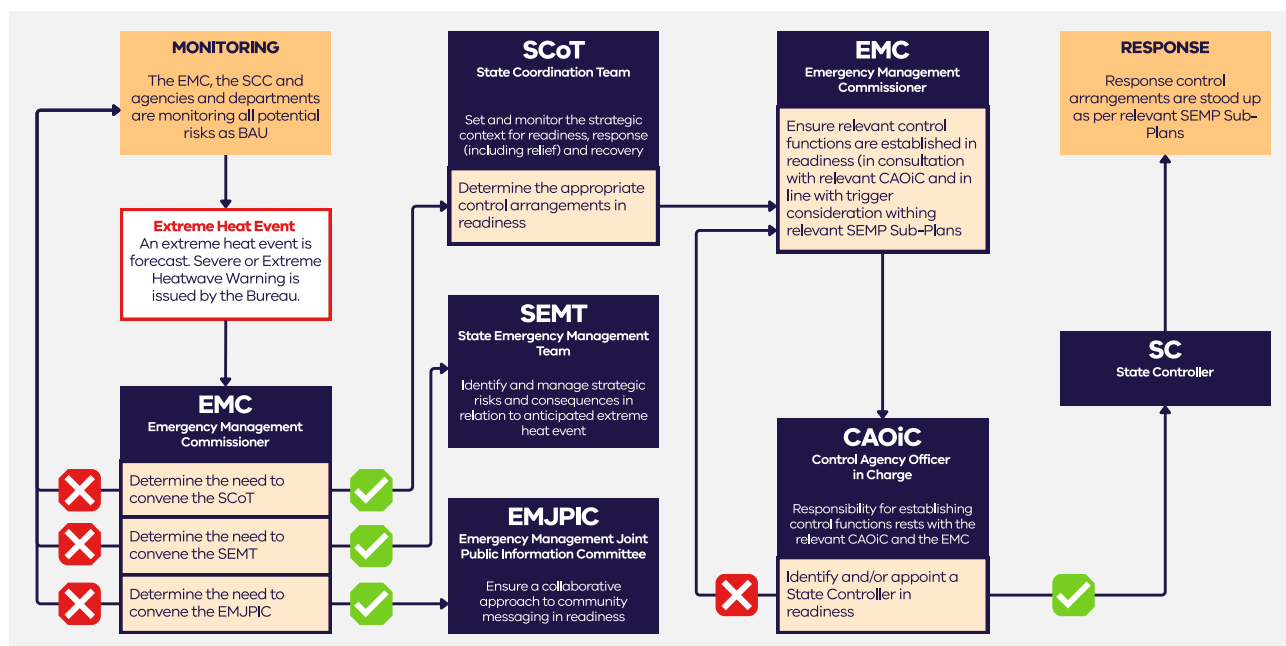 MONITORING
The EMC, the SCC and
agencies and departments
are monitoring all potential
risks as BAU
Extreme Heat Event
An extreme heat event is
forecast. Severe or Extreme
Heatwave Warning is
issued by the Bureau.
EMC
Emergency Management
Commissioner
Determine the need to
convene the SCoT
Determine the need to
convene the SEMT
Determine the need to
convene the EMJPIC
SCoT
State Coordination Team
Set and monitor the strategic
context for readiness, response
(including relief) and recovery
Determine the appropriate
control arrangements in
readiness
SEMT
State Emergency Management
Team
Identify and manage strategic
risks and consequences in
relation to anticipated extreme
heat event
EMJPIC
Emergency Management Joint
Public Information Committee
Ensure a collaborative
approach to community
messaging in readiness
EMC
Emergency Management
Commissioner
Ensure relevant control
functions are established in
readiness (in consultation
with relevant CAOiC and in
line with trigger
consideration withing
relevant SEMP Sub-Plans
CAOiC
Control Agency Officer
in Charge
Responsibility for establishing
control functions rests with the
relevant CAOiC and the EMC
Identify and/or appoint a
State Controller in
readiness
RESPONSE
Response control
arrangements are stood up
as per relevant SEMP Sub-
Plans
SC
State Controller